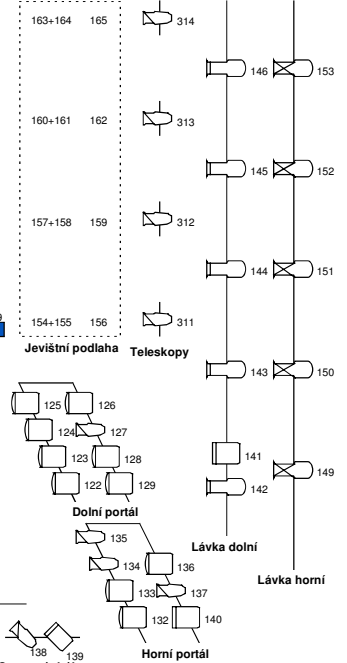 163+164 165 314
146 153
160+161 162 313
145 152
157+158 159 312
144 151
154+155 156 311
Jevištní podlaha Teleskopy
143 150
125 126
124 127
123 128
122 129
141
142
149
Dolní portál
Lávka dolní
Lávka horní
135
134 136
133 137
132 140
Horní portál
138 139